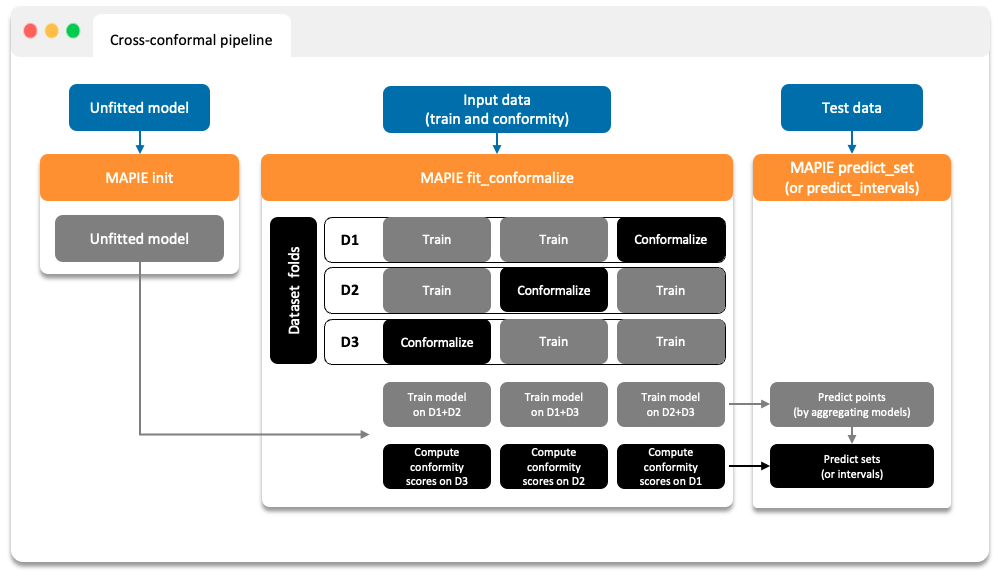 Cross-conformal pipeline
Unfitted model
Input data
(train and conformity)
Test data
MAPIE init
MAPIE fit_conformalize
MAPIE predict_set
(or predict_intervals)
Unfitted model
Dataset folds
D1
Train
Train
Conformalize
D2
Train
Conformalize
Train
D3
Conformalize
Train
Train
Train model
on D1+D2
Train model
on D1+D3
Train model
on D2+D3
Predict points
(by aggregating models)
Compute
conformity
scores on D3
Compute
conformity
scores on D2
Compute
conformity
scores on D1
Predict sets
(or intervals)